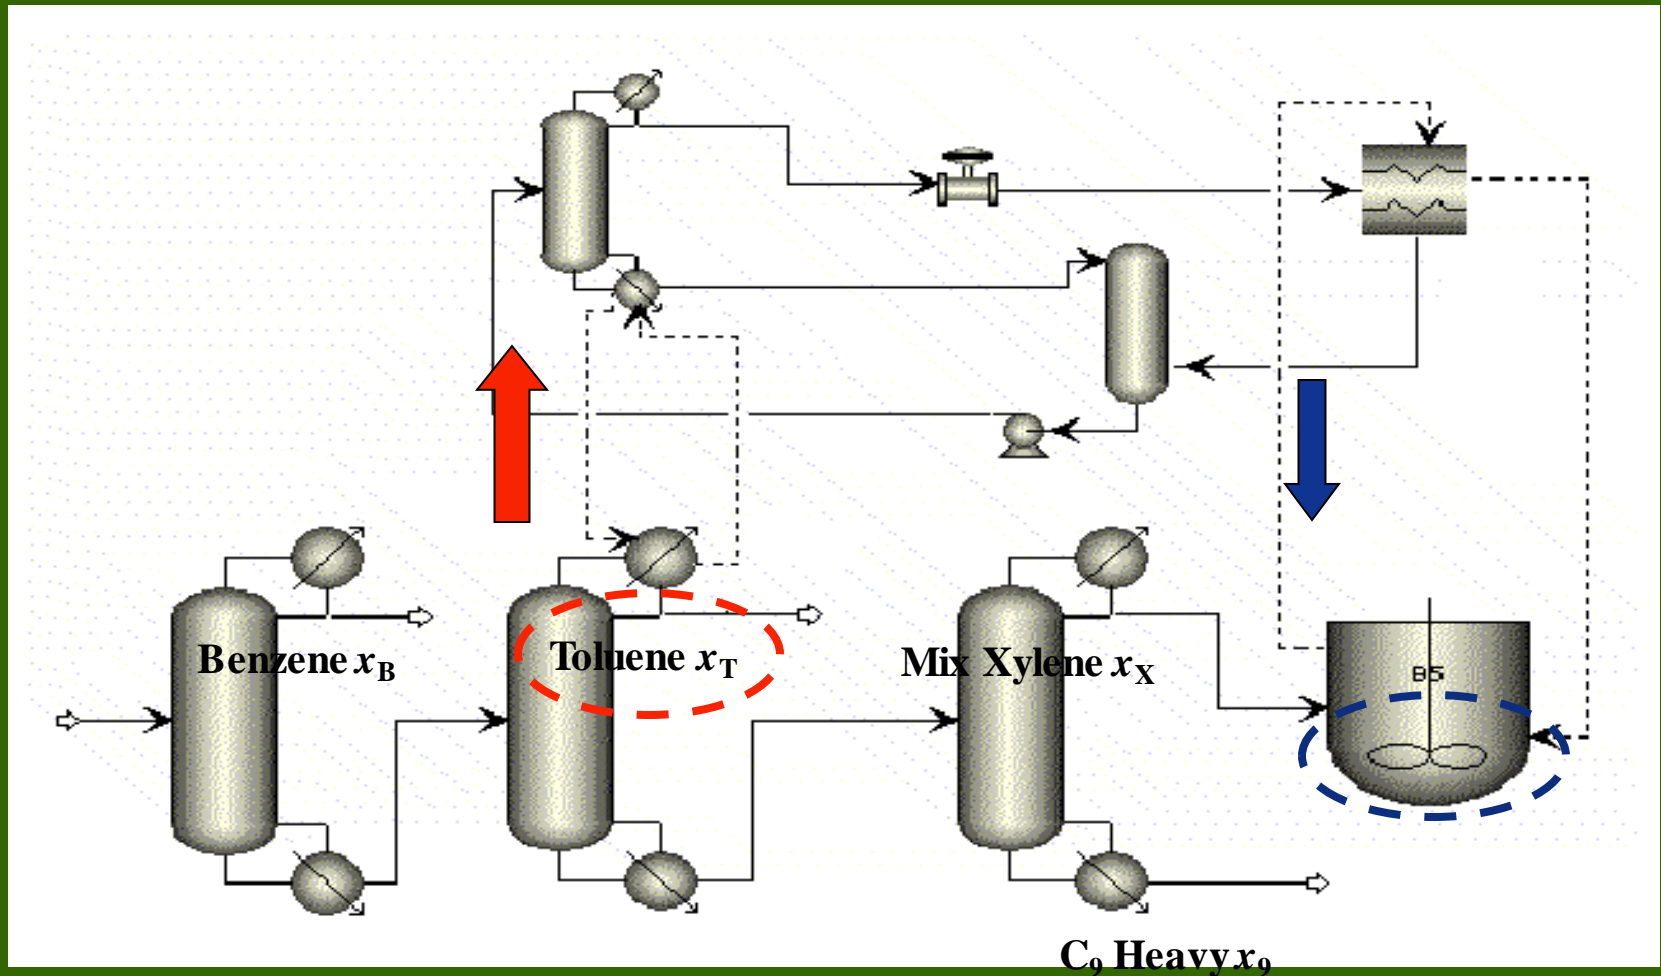 Benzene x_B
Toluene x_T
Mix Xylene x_X
B5
C₉ Heavy x₉